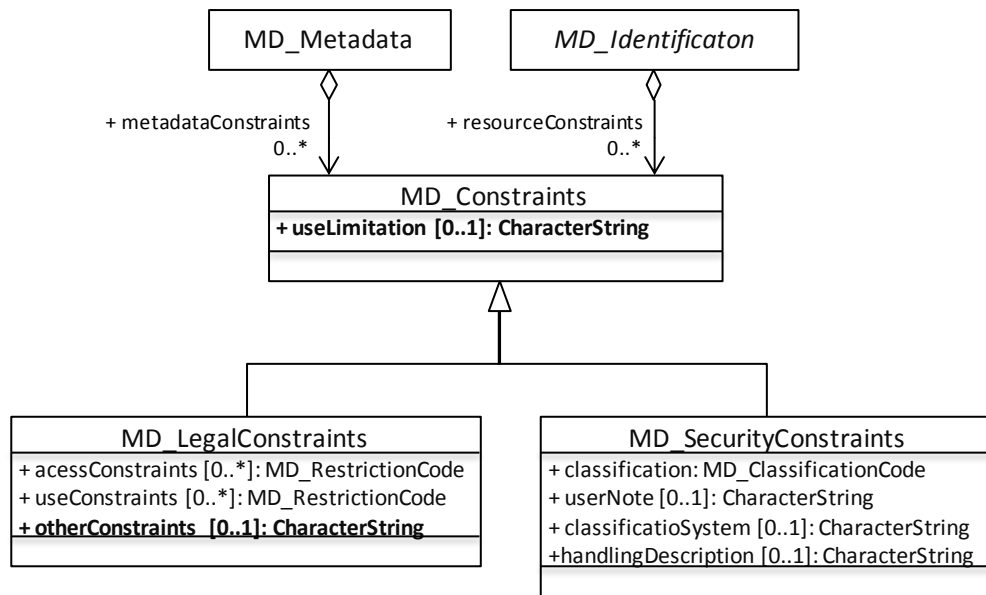 MD_Metadata
MD_Identificaton
+ metadataConstraints
0..*
+ resourceConstraints
0..*
MD_Constraints
+ useLimitation [0..1]: CharacterString
MD_LegalConstraints
+ acessConstraints [0..*]: MD_RestrictionCode
+ useConstraints [0..*]: MD_RestrictionCode
+ otherConstraints [0..1]: CharacterString
MD_SecurityConstraints
+ classification: MD_ClassificationCode
+ userNote [0..1]: CharacterString
+ classificatioSystem [0..1]: CharacterString
+handlingDescription [0..1]: CharacterString